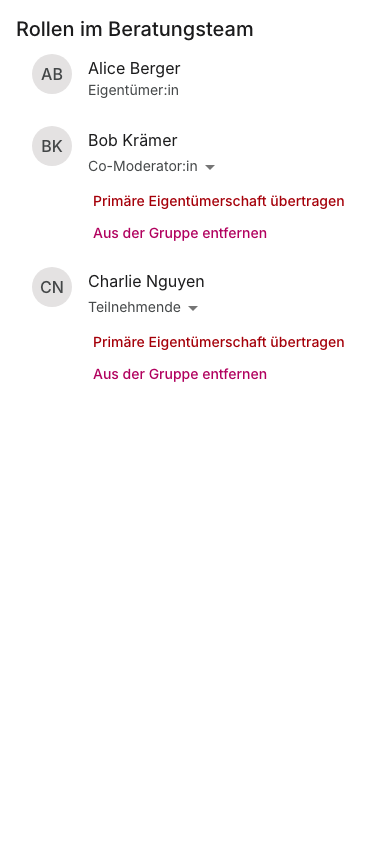 Rollen im Beratungsteam
AB
Alice Berger
Eigentümer:in
BK
Bob Krämer
Co-Moderator:in
Primäre Eigentümerschaft übertragen
Aus der Gruppe entfernen
CN
Charlie Nguyen
Teilnehmende
Primäre Eigentümerschaft übertragen
Aus der Gruppe entfernen